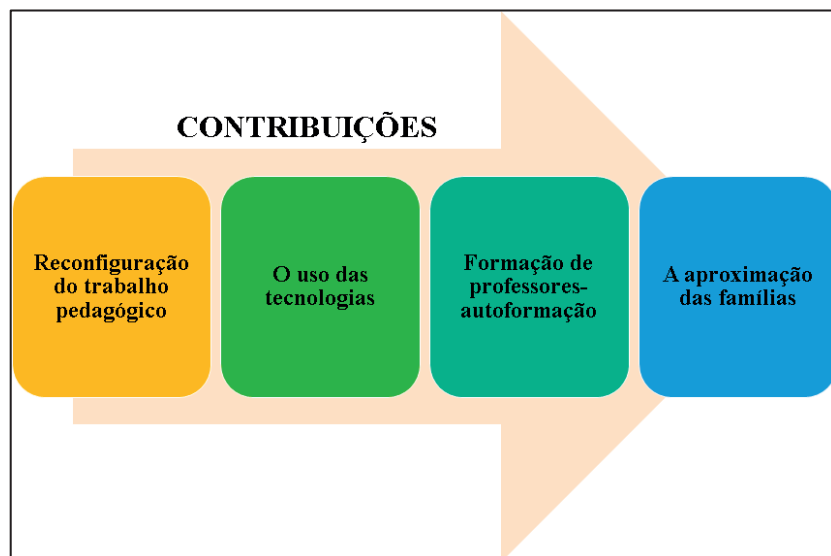 CONTRIBUIÇÕES
Reconfiguração
do trabalho
pedagógico
O uso das
tecnologias
Formação de
professores-
autoformação
A aproximação
das famílias